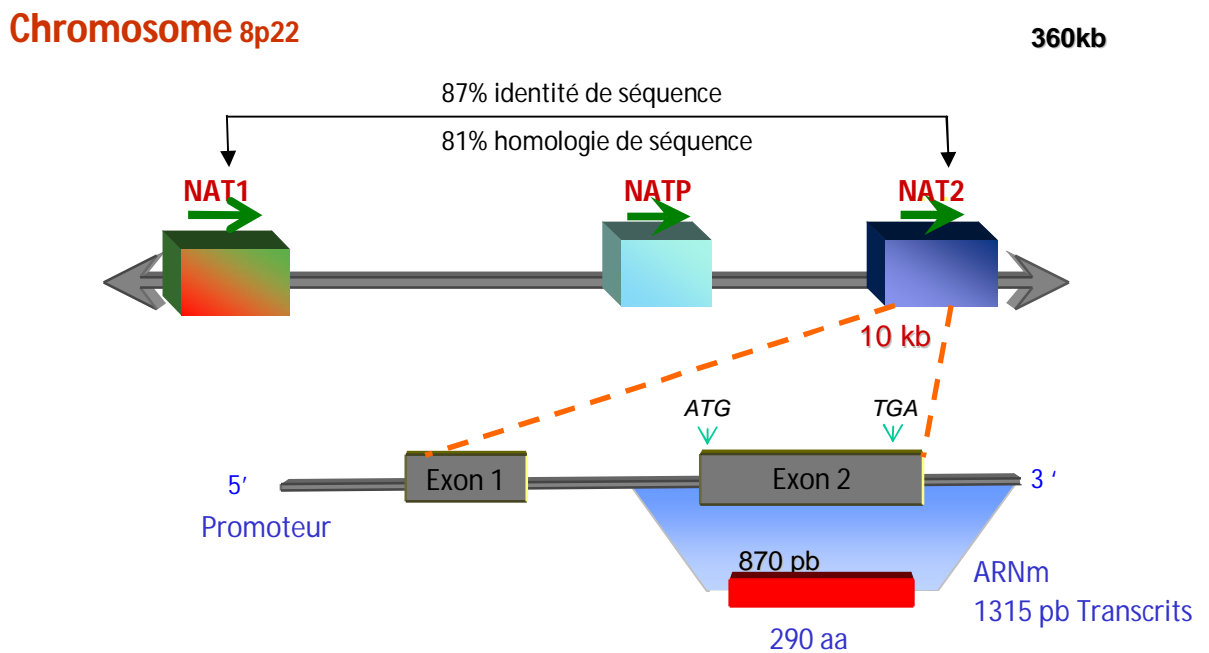 Chromosome 8p22
360kb
87% identité de séquence
81% homologie de séquence
NAT1
NATP
NAT2
10 kb
ATG
TGA
5’
Exon 1
Exon 2
3 ‘
Promoteur
870 pb
ARNm
1315 pb Transcrits
290 aa